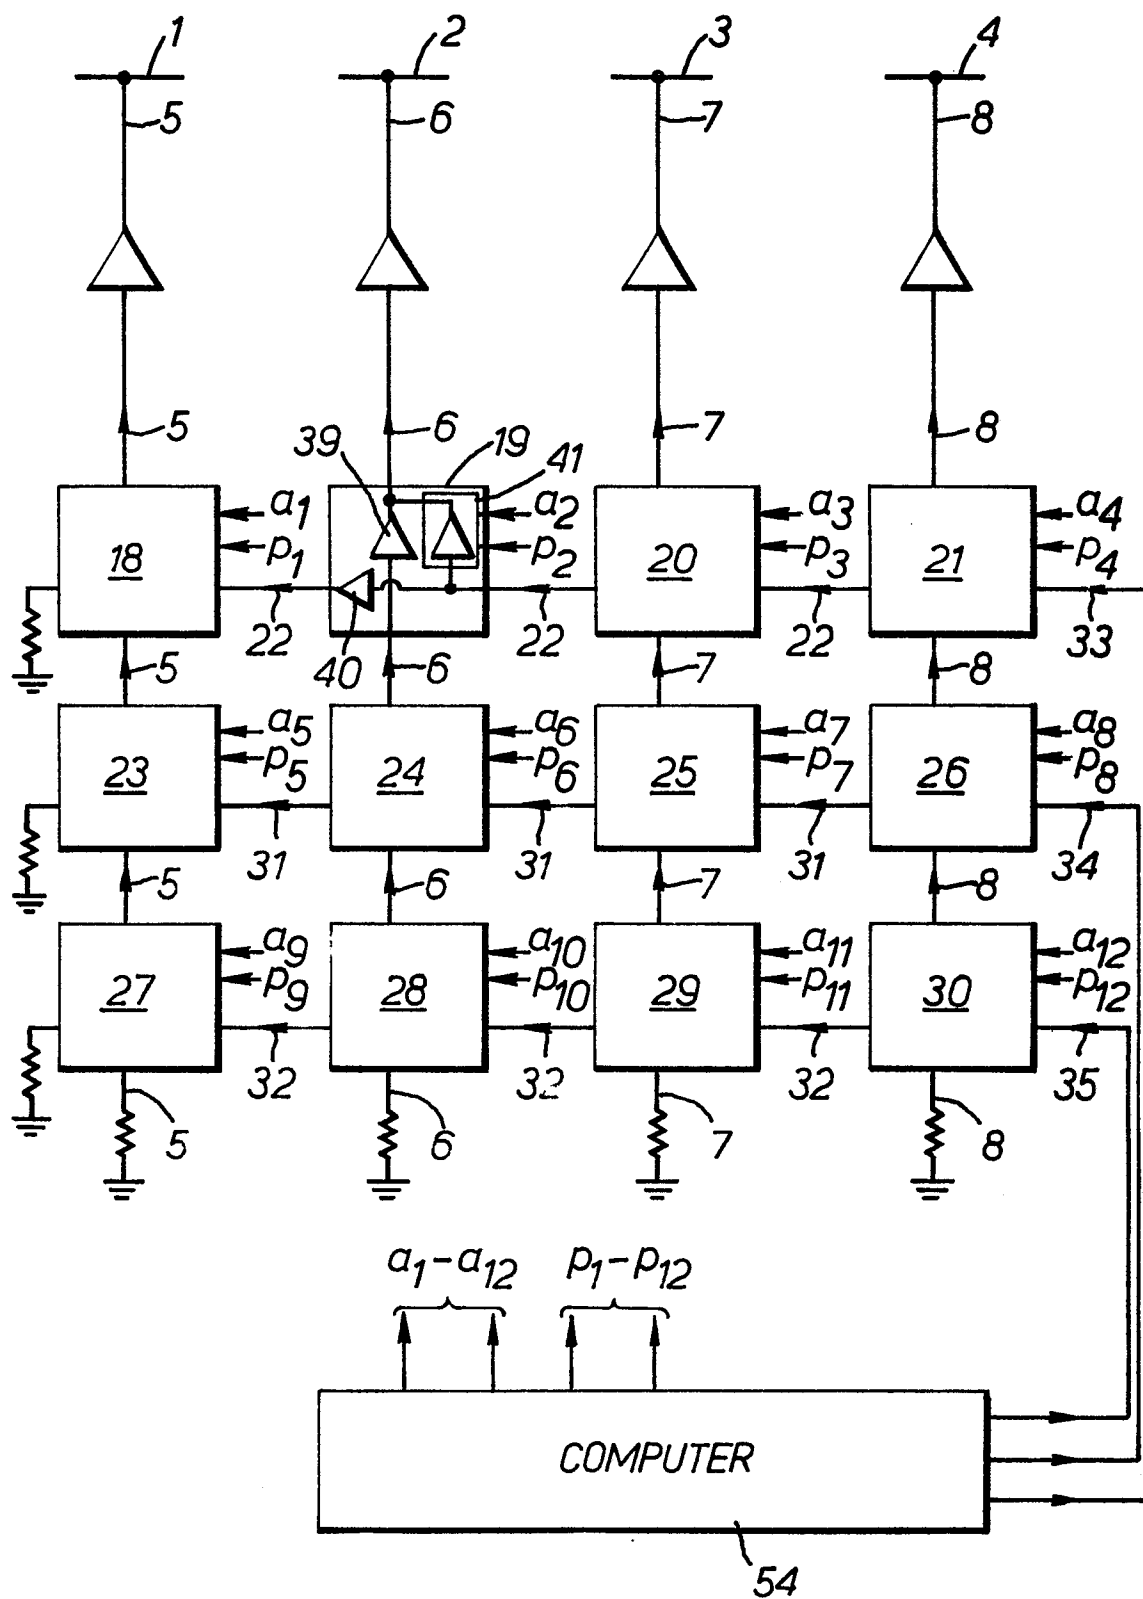 1 2 3 4
5 6 7 8
5 6 7 8
39 19 41
a1 a2 a3 a4
18 p1 p2 20 p3 21 p4
22 40 22 22 33
5 6 7 8
a5 a6 a7 a8
23 p5 24 p6 25 p7 26 p8
31 31 31 34
5 6 7 8
a9 a10 a11 a12
27 p9 28 p10 29 p11 30 p12
32 32 32 35
5 6 7 8
a1-a12 p1-p12
COMPUTER
54